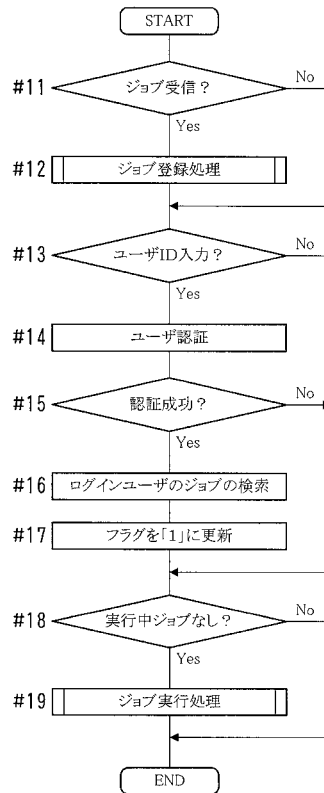 START
#11 ジョブ受信？ No
Yes
#12 ジョブ登録処理
#13 ユーザID入力？ No
Yes
#14 ユーザ認証
#15 認証成功？ No
Yes
#16 ログインユーザのジョブの検索
#17 フラグを「1」に更新
#18 実行中ジョブなし？ No
Yes
#19 ジョブ実行処理
END